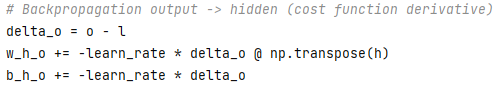 # Backpropagation output -> hidden (cost function derivative)
delta_o = o - l
w_h_o += -learn_rate * delta_o @ np.transpose(h)
b_h_o += -learn_rate * delta_o